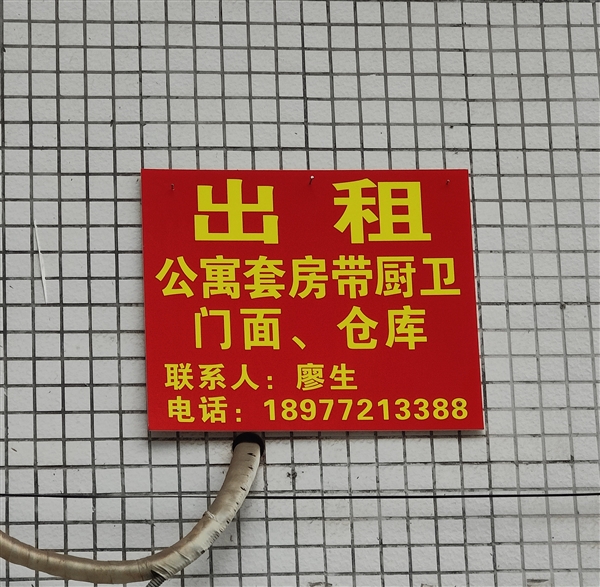 出租
公寓套房带厨卫
门面、仓库
联系人：廖生
电话：18977213388